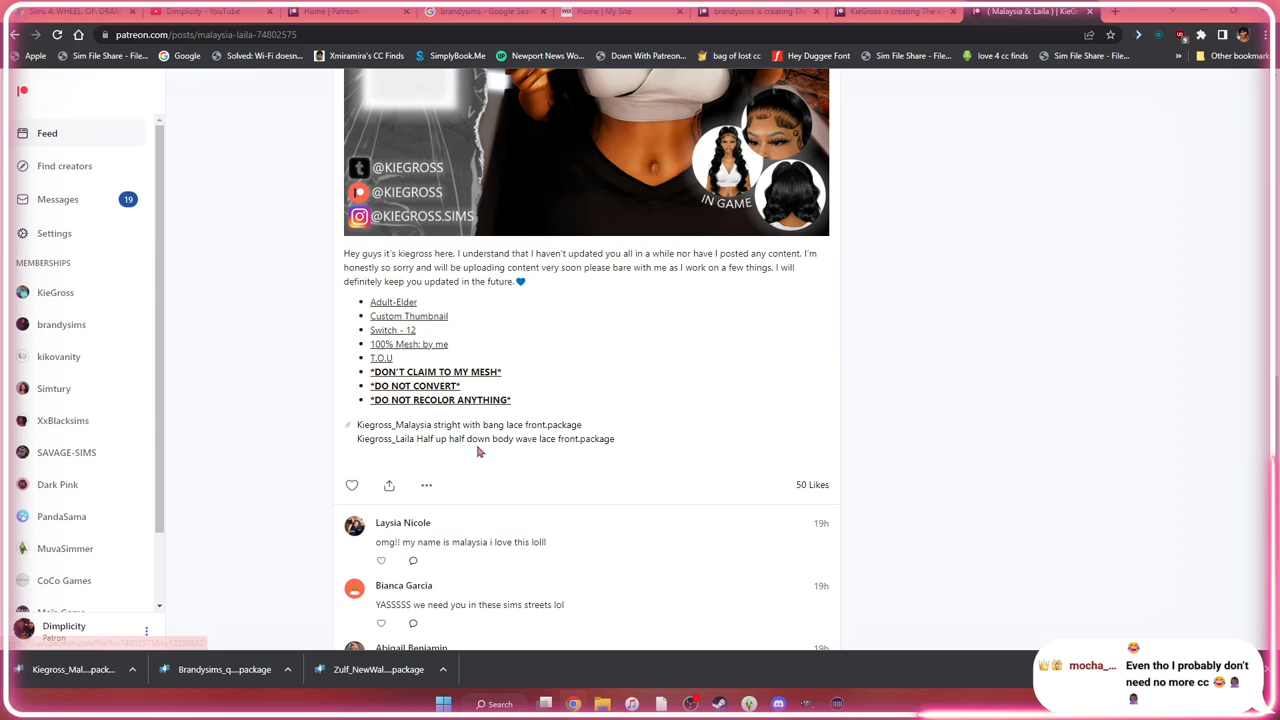 Sims 4: WHEEL. OF. DRAM
Dimplicity - YouTube
Home | Patreon
brandysims - Google Sear
Home | My Site
brandysims is creating Th
KieGross is creating The s
( Malaysia & Laila ) | KieG
patreon.com/posts/malaysia-laila-74802575
Apple
Sim File Share - File...
Google
Solved: Wi-Fi doesn...
Xmiramira's CC Finds
SimplyBook.Me
Newport News Wo...
Down With Patreon...
bag of lost cc
Hey Duggee Font
Sim File Share - File...
love 4 cc finds
Sim File Share - File...
»
Other bookmark
Feed
Find creators
Messages
19
Settings
MEMBERSHIPS
KieGross
brandysims
kikovanity
Simtury
XxBlacksims
SAVAGE-SIMS
Dark Pink
PandaSama
MuvaSimmer
CoCo Games
Dimplicity
Patron
@KIEGROSS
@KIEGROSS
@KIEGROSS.SIMS
IN GAME
Hey guys it's kiegross here, I understand that I haven't updated you all in a while nor have I posted any content. I'm
honestly so sorry and will be uploading content very soon please bare with me as I work on a few things. I will
definitely keep you updated in the future.💙
• Adult-Elder
• Custom Thumbnail
• Switch - 12
• 100% Mesh: by me
• T.O.U
• *DON'T CLAIM TO MY MESH*
• *DO NOT CONVERT*
• *DO NOT RECOLOR ANYTHING*
Kiegross_Malaysia stright with bang lace front.package
Kiegross_Laila Half up half down body wave lace front.package
50 Likes
Laysia Nicole
19h
omg!! my name is malaysia i love this lolll
Bianca Garcia
19h
YASSSSS we need you in these sims streets lol
Abigail Benjamin
19h
Kiegross_Mal....pack...
Brandysims_q....package
Zulf_NewWal....package
mocha_...
Even tho I probably don't
need no more cc 😂
Search